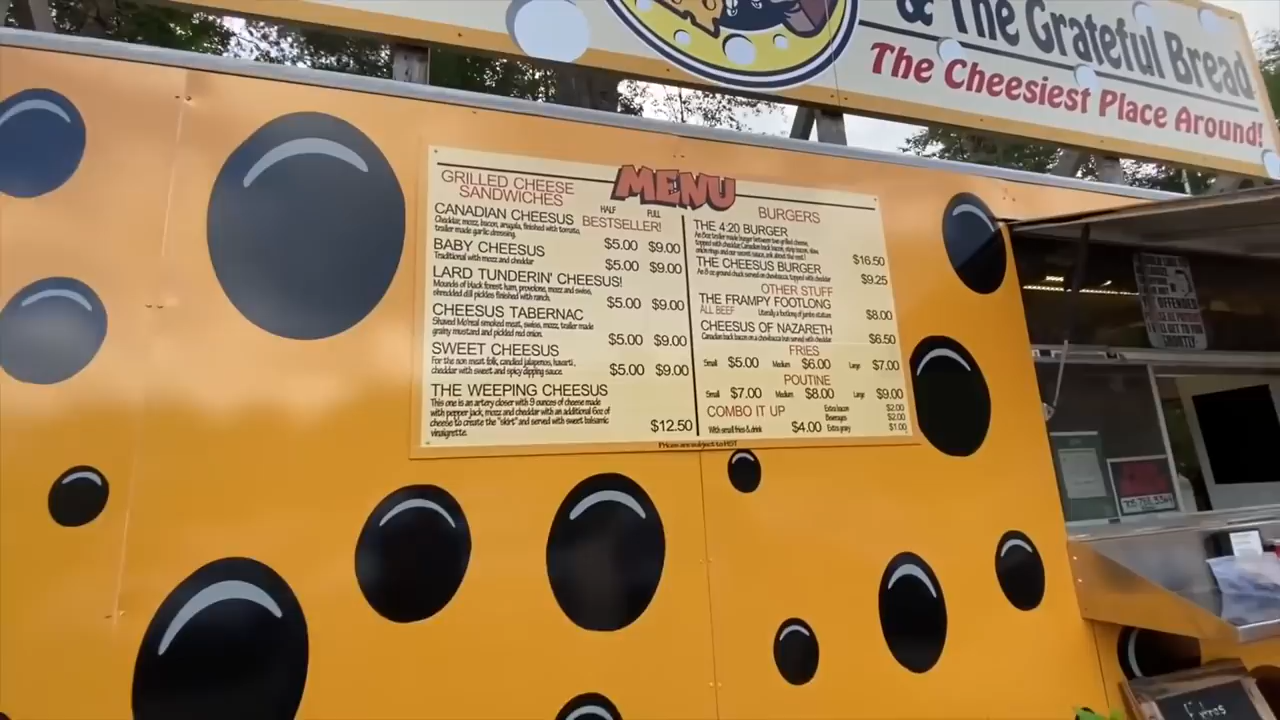 & The Grateful Bread
The Cheesiest Place Around!
MENU
GRILLED CHEESE
SANDWICHES
HALF FULL
CANADIAN CHEESUS BESTSELLER!
Cheddar, mozz, bacon, arugula, finished with tomato,
trailer made garlic dressing. $5.00 $9.00
BABY CHEESUS
Traditional with mozz and cheddar $5.00 $9.00
LARD TUNDERIN' CHEESUS!
Mounds of black forest ham, provolone, mozz and swiss,
shredded dill pickles finished with ranch. $5.00 $9.00
CHEESUS TABERNAC
Shaved Mo'real smoked meat, swiss, mozz, trailer made
grainy mustard and pickled red onion. $5.00 $9.00
SWEET CHEESUS
For the non meat folk, candied jalapenos, havarti,
cheddar with sweet and spicy dipping sauce. $5.00 $9.00
THE WEEPING CHEESUS
This one is an artery closer with 9 ounces of cheese made
with pepper jack, mozz and cheddar with an additional 6oz of
cheese to create the "skirt" and served with sweet balsamic
vinaigrette. $12.50
BURGERS
THE 4:20 BURGER
An 8oz trailer made burger between two grilled cheese,
topped with cheddar, Canadian back bacon, strip bacon, slaw,
onion rings and our secret sauce, ask about the rest! $16.50
THE CHEESUS BURGER
An 8 oz ground chuck served on chewbacca, topped with cheddar $9.25
OTHER STUFF
THE FRAMPY FOOTLONG
ALL BEEF Literally a footlong of jumbo stature $8.00
CHEESUS OF NAZARETH
Canadian back bacon on a chewbacca bun served with cheddar $6.50
FRIES
Small $5.00 Medium $6.00 Large $7.00
POUTINE
Small $7.00 Medium $8.00 Large $9.00
COMBO IT UP
With small fries & drink $4.00
Extra bacon $2.00
Beverages $2.00
Extra gravy $1.00
Prices are subject to HST
OFFENDED
Extras